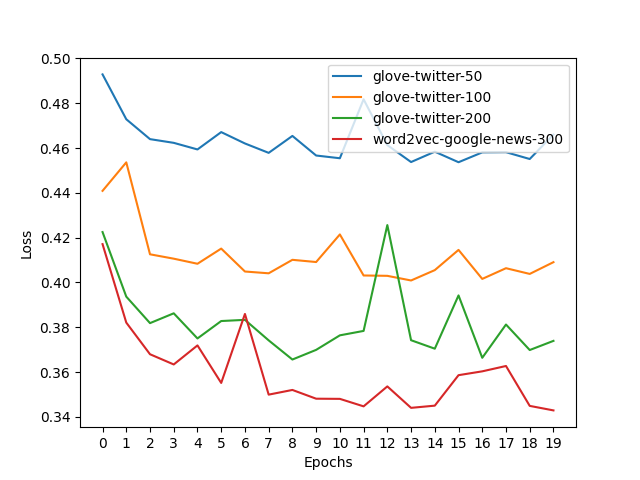 0.50
0.48
0.46
0.44
0.42
0.40
0.38
0.36
0.34
Loss
glove-twitter-50
glove-twitter-100
glove-twitter-200
word2vec-google-news-300
0 1 2 3 4 5 6 7 8 9 10 11 12 13 14 15 16 17 18 19
Epochs